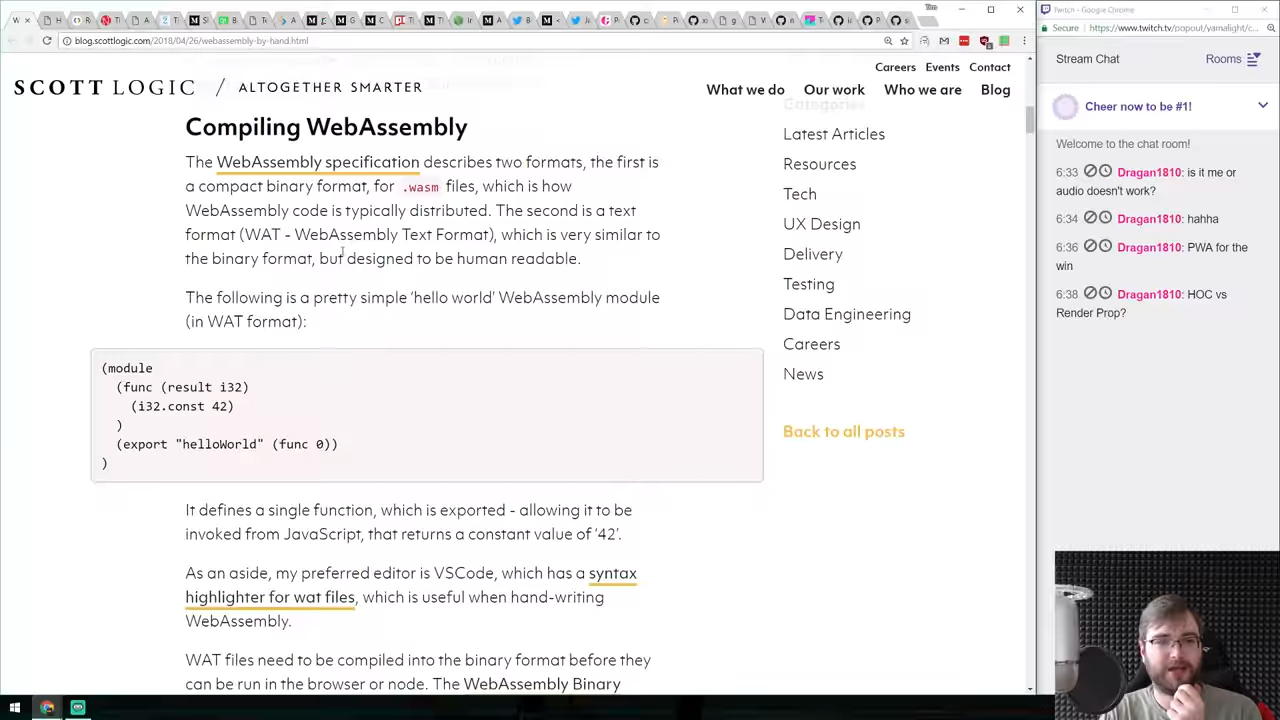 Tim
blog.scottlogic.com/2018/04/26/webassembly-by-hand.html
SCOTT LOGIC / ALTOGETHER SMARTER
Careers Events Contact
What we do Our work Who we are Blog
Compiling WebAssembly
The WebAssembly specification describes two formats, the first is
a compact binary format, for .wasm files, which is how
WebAssembly code is typically distributed. The second is a text
format (WAT - WebAssembly Text Format), which is very similar to
the binary format, but designed to be human readable.
The following is a pretty simple ‘hello world’ WebAssembly module
(in WAT format):
(module
(func (result i32)
(i32.const 42)
)
(export "helloWorld" (func 0))
)
It defines a single function, which is exported - allowing it to be
invoked from JavaScript, that returns a constant value of ‘42’.
As an aside, my preferred editor is VSCode, which has a syntax
highlighter for wat files, which is useful when hand-writing
WebAssembly.
WAT files need to be compiled into the binary format before they
can be run in the browser or node. The WebAssembly Binary
Categories
Latest Articles
Resources
Tech
UX Design
Delivery
Testing
Data Engineering
Careers
News
Back to all posts
Twitch - Google Chrome
Secure https://www.twitch.tv/popout/yamalight/c...
Stream Chat Rooms
Cheer now to be #1!
Welcome to the chat room!
6:33 Dragan1810: is it me or
audio doesn't work?
6:34 Dragan1810: hahha
6:36 Dragan1810: PWA for the
win
6:38 Dragan1810: HOC vs
Render Prop?